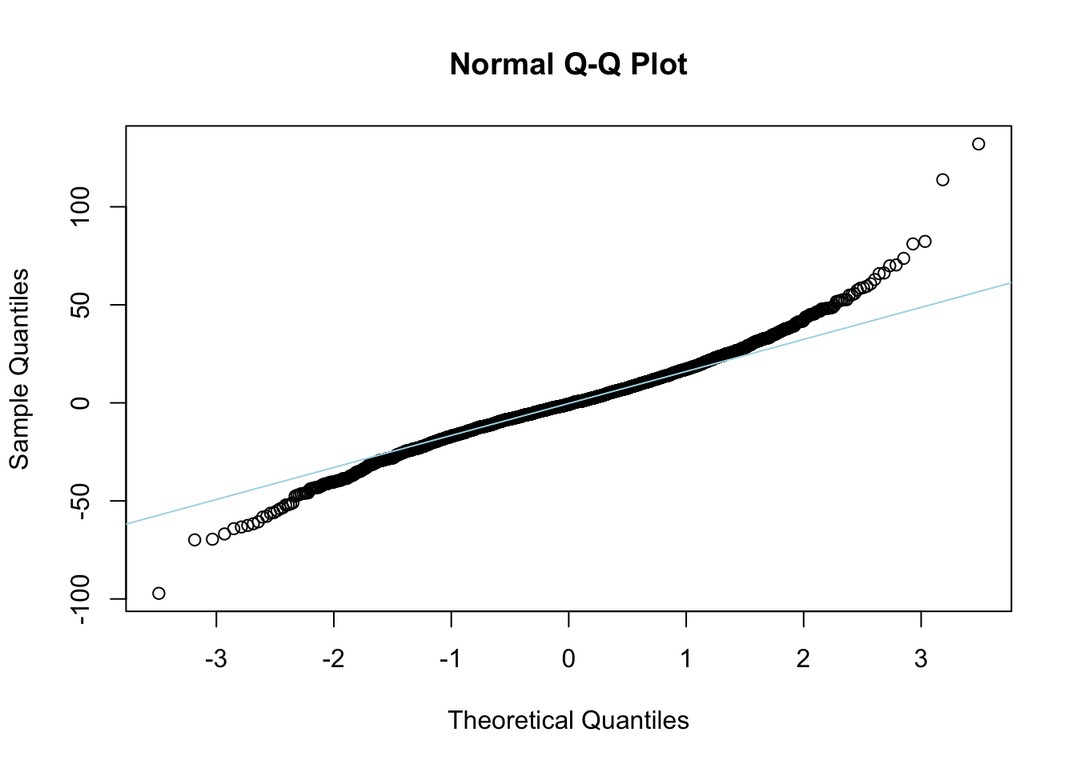 Normal Q-Q Plot
Sample Quantiles
100
50
0
-50
-100
-3 -2 -1 0 1 2 3
Theoretical Quantiles